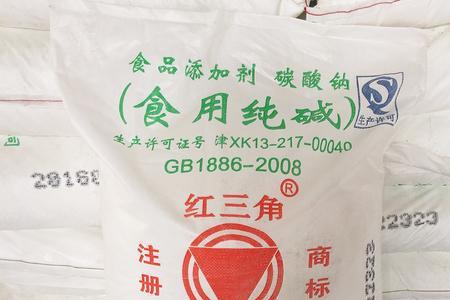 食品添加剂 碳酸钠
(食用纯碱)
生产许可
生产许可证号 津XK13-217-00040
GB1886-2008
红三角®
注册
商标